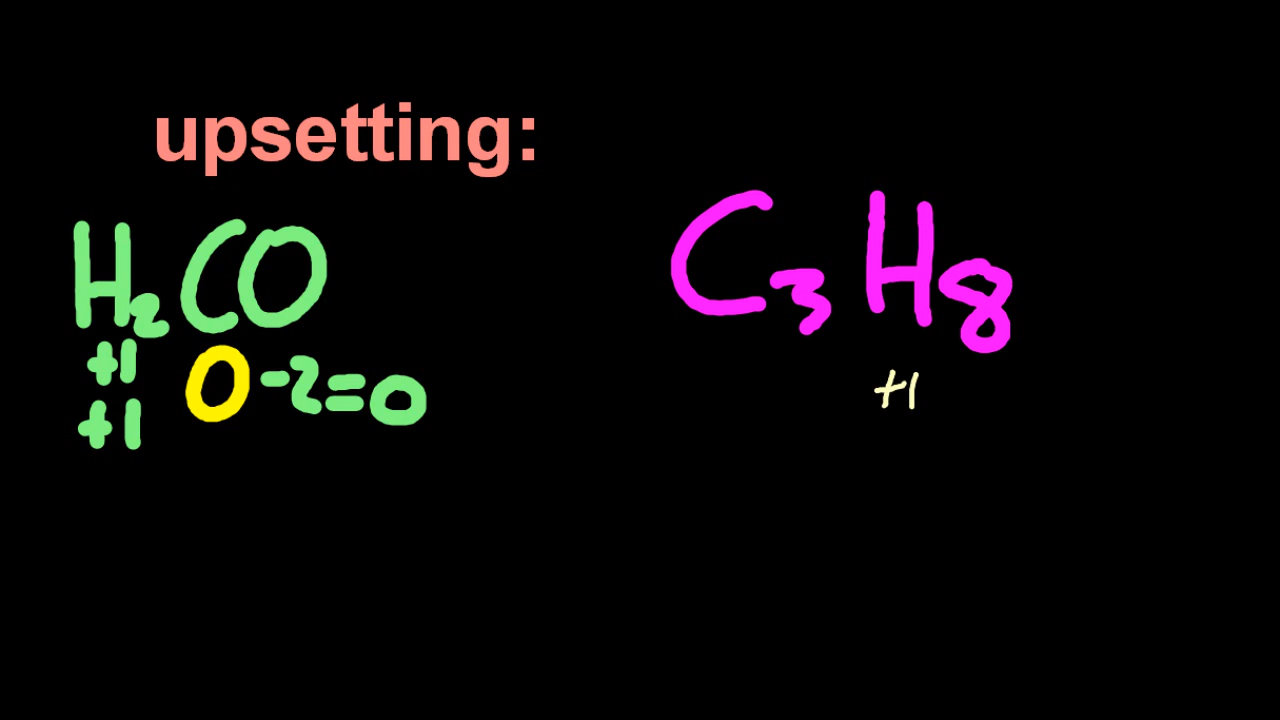 upsetting:
H₂CO
+1 0 -2=0
+1
C₃H₈
+1